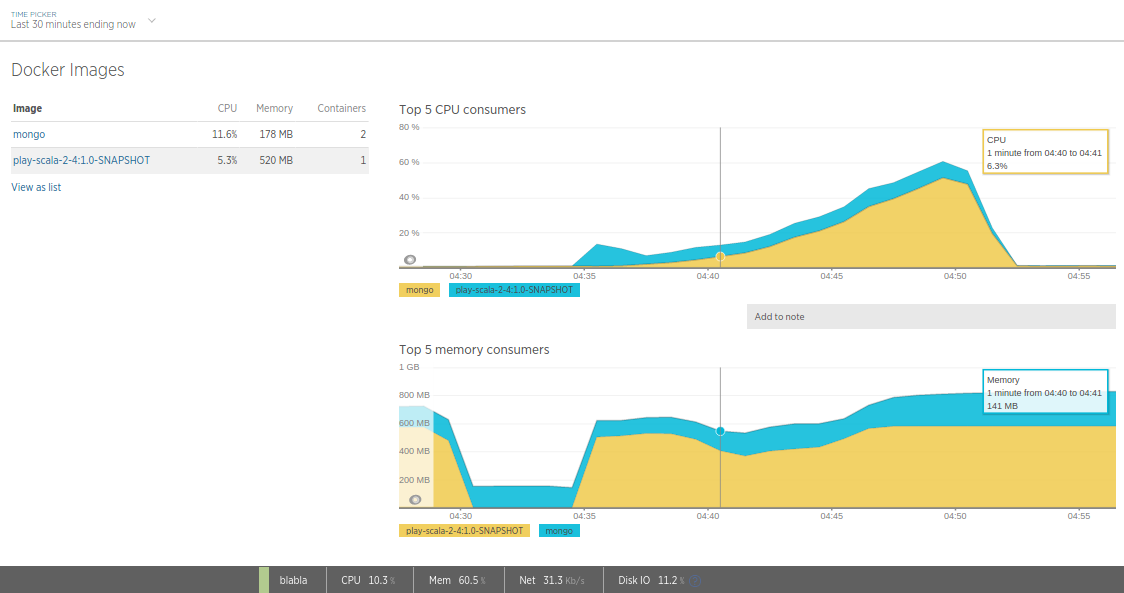 TIME PICKER
Last 30 minutes ending now
Docker Images
Image CPU Memory Containers
mongo 11.6% 178 MB 2
play-scala-2-4:1.0-SNAPSHOT 5.3% 520 MB 1
View as list
Top 5 CPU consumers
80 %
60 %
40 %
20 %
CPU
1 minute from 04:40 to 04:41
6.3%
04:30 04:35 04:40 04:45 04:50 04:55
mongo play-scala-2-4:1.0-SNAPSHOT
Add to note
Top 5 memory consumers
1 GB
800 MB
600 MB
400 MB
200 MB
Memory
1 minute from 04:40 to 04:41
141 MB
04:30 04:35 04:40 04:45 04:50 04:55
play-scala-2-4:1.0-SNAPSHOT mongo
blabla CPU 10.3 % Mem 60.5 % Net 31.3 Kb/s Disk IO 11.2 %